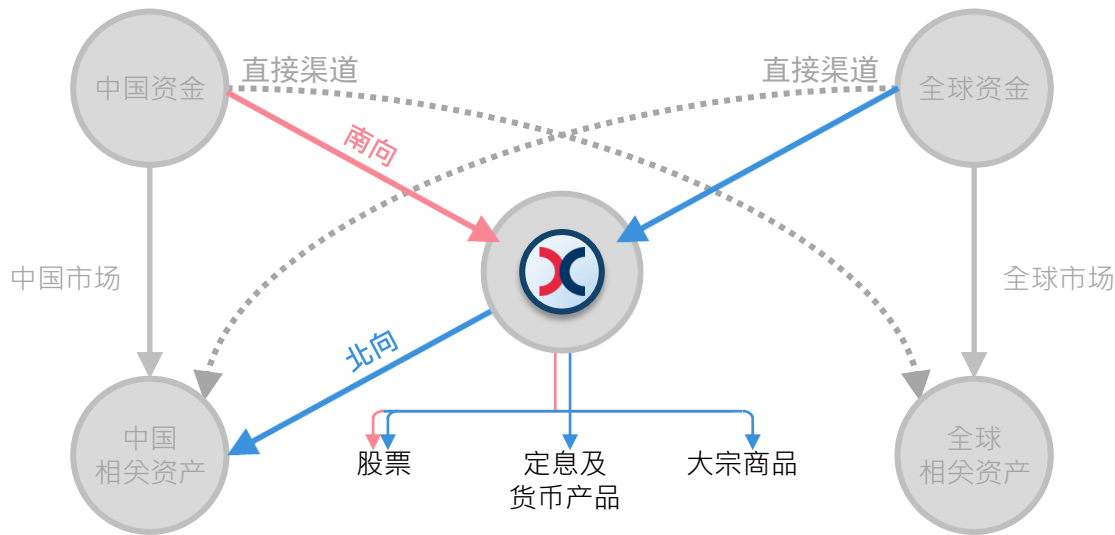 直接渠道
直接渠道
中国资金
全球资金
南向
中国市场
全球市场
北向
中国
相关资产
股票
定息及
货币产品
大宗商品
全球
相关资产